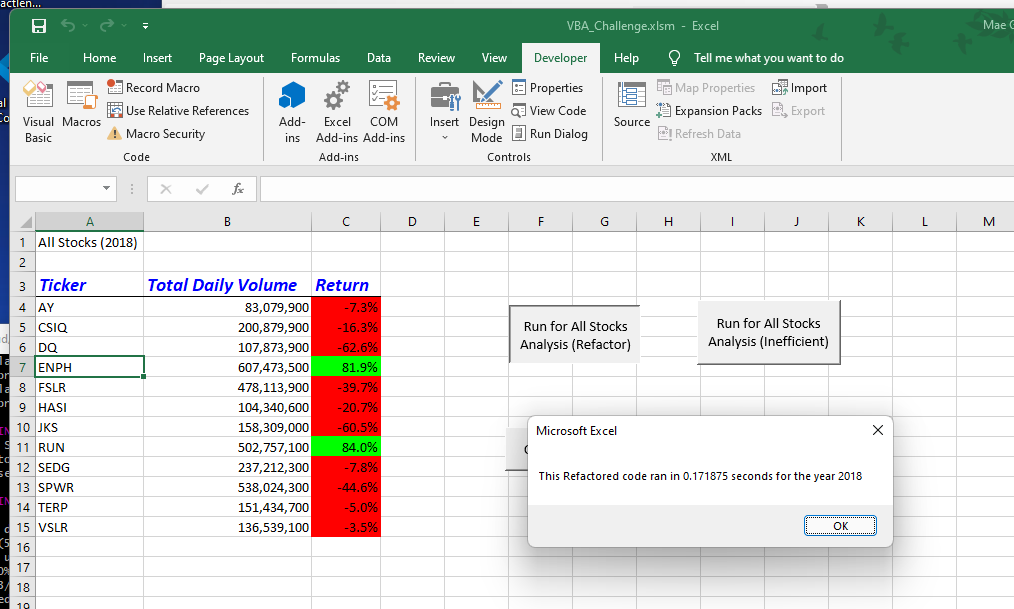 VBA_Challenge.xlsm - Excel
Mae
File Home Insert Page Layout Formulas Data Review View Developer Help Tell me what you want to do
Visual Basic
Macros
Record Macro
Use Relative References
Macro Security
Code
Add-ins
Excel Add-ins
COM Add-ins
Add-ins
Insert
Design Mode
Properties
View Code
Run Dialog
Controls
Source
Map Properties
Expansion Packs
Refresh Data
Import
Export
XML
fx
A B C D E F G H I J K L M
1 All Stocks (2018)
2
3 Ticker Total Daily Volume Return
4 AY 83,079,900 -7.3%
5 CSIQ 200,879,900 -16.3%
6 DQ 107,873,900 -62.6%
7 ENPH 607,473,500 81.9%
8 FSLR 478,113,900 -39.7%
9 HASI 104,340,600 -20.7%
10 JKS 158,309,000 -60.5%
11 RUN 502,757,100 84.0%
12 SEDG 237,212,300 -7.8%
13 SPWR 538,024,300 -44.6%
14 TERP 151,434,700 -5.0%
15 VSLR 136,539,100 -3.5%
16
17
18
19
Run for All Stocks
Analysis (Refactor)
Run for All Stocks
Analysis (Inefficient)
Microsoft Excel
This Refactored code ran in 0.171875 seconds for the year 2018
OK